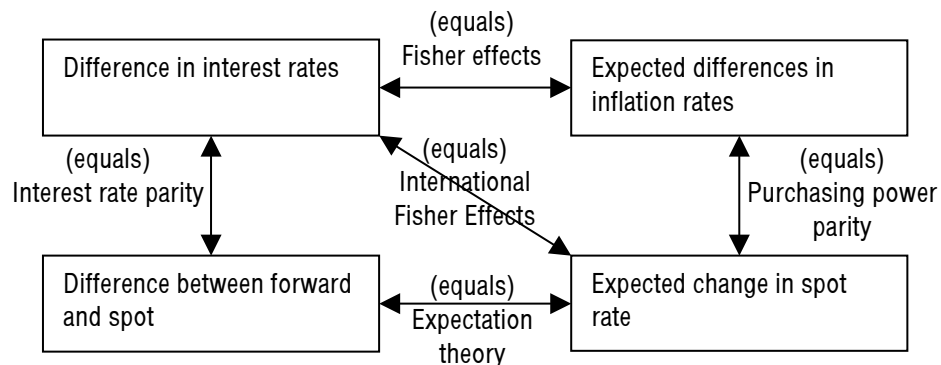 (equals)
Fisher effects
Difference in interest rates
Expected differences in
inflation rates
(equals)
Interest rate parity
(equals)
International
Fisher Effects
(equals)
Purchasing power
parity
Difference between forward
and spot
(equals)
Expectation
theory
Expected change in spot
rate